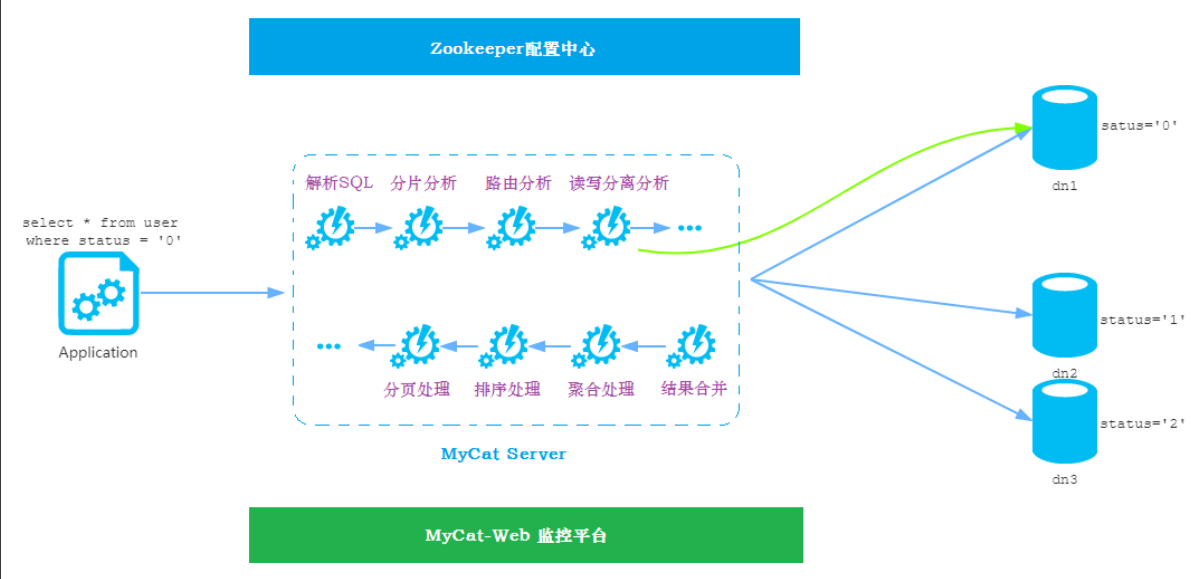 Zookeeper配置中心
解析SQL 分片分析 路由分析 读写分离分析
select * from user
where status = '0'
Application
satus='0'
dn1
status='1'
dn2
status='2'
dn3
分页处理 排序处理 聚合处理 结果合并
MyCat Server
MyCat-Web 监控平台